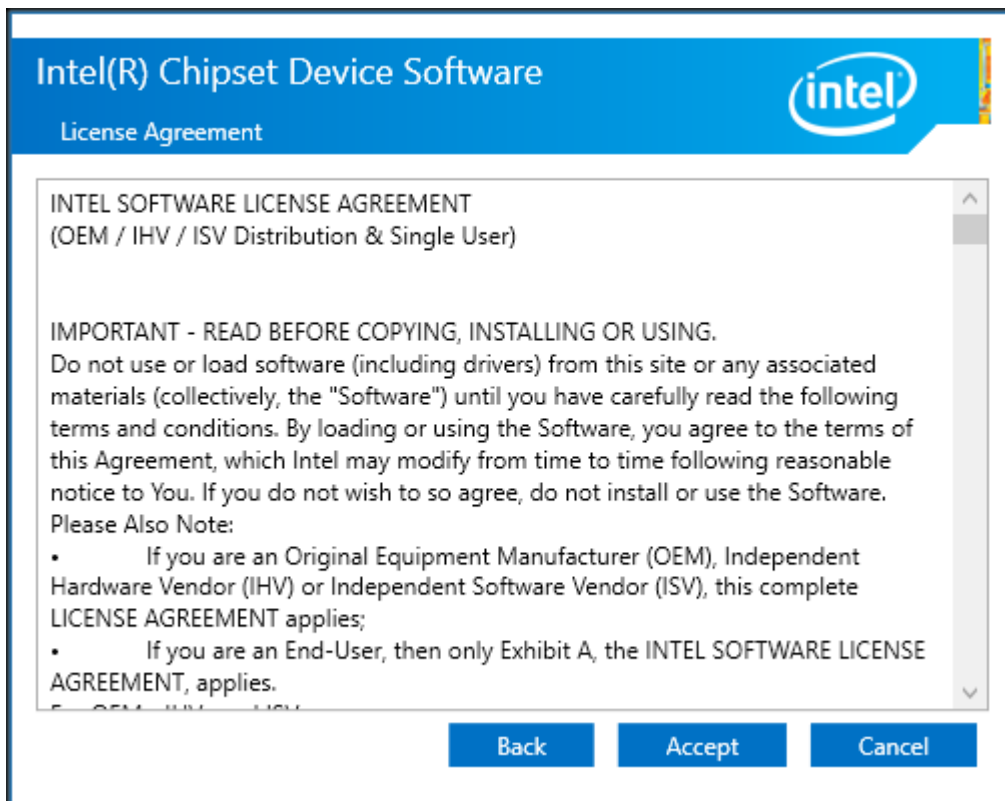 Intel(R) Chipset Device Software
intel
License Agreement
INTEL SOFTWARE LICENSE AGREEMENT
(OEM / IHV / ISV Distribution & Single User)
IMPORTANT - READ BEFORE COPYING, INSTALLING OR USING.
Do not use or load software (including drivers) from this site or any associated
materials (collectively, the "Software") until you have carefully read the following
terms and conditions. By loading or using the Software, you agree to the terms of
this Agreement, which Intel may modify from time to time following reasonable
notice to You. If you do not wish to so agree, do not install or use the Software.
Please Also Note:
• If you are an Original Equipment Manufacturer (OEM), Independent
Hardware Vendor (IHV) or Independent Software Vendor (ISV), this complete
LICENSE AGREEMENT applies;
• If you are an End-User, then only Exhibit A, the INTEL SOFTWARE LICENSE
AGREEMENT, applies.
Back Accept Cancel